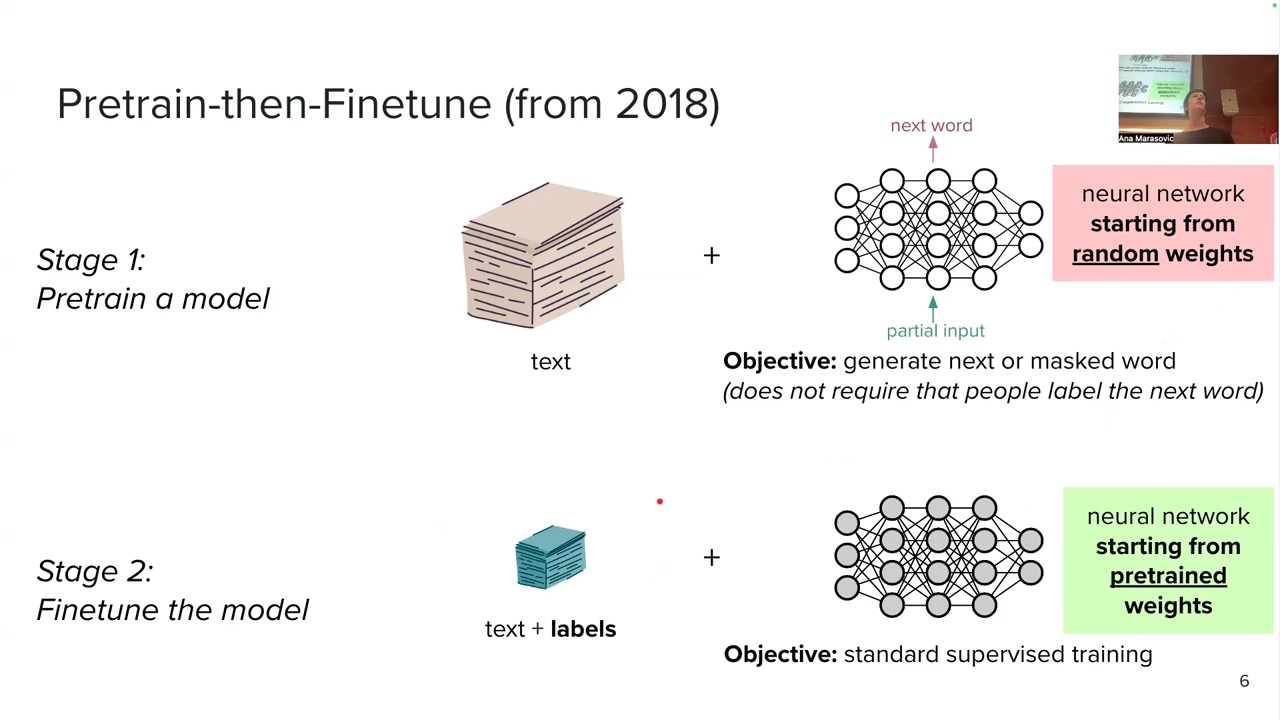 Pretrain-then-Finetune (from 2018)
Ana Marasovic
next word
neural network
starting from
random weights
Stage 1:
Pretrain a model
+
partial input
text
Objective: generate next or masked word
(does not require that people label the next word)
neural network
starting from
pretrained
weights
Stage 2:
Finetune the model
+
text + labels
Objective: standard supervised training
6